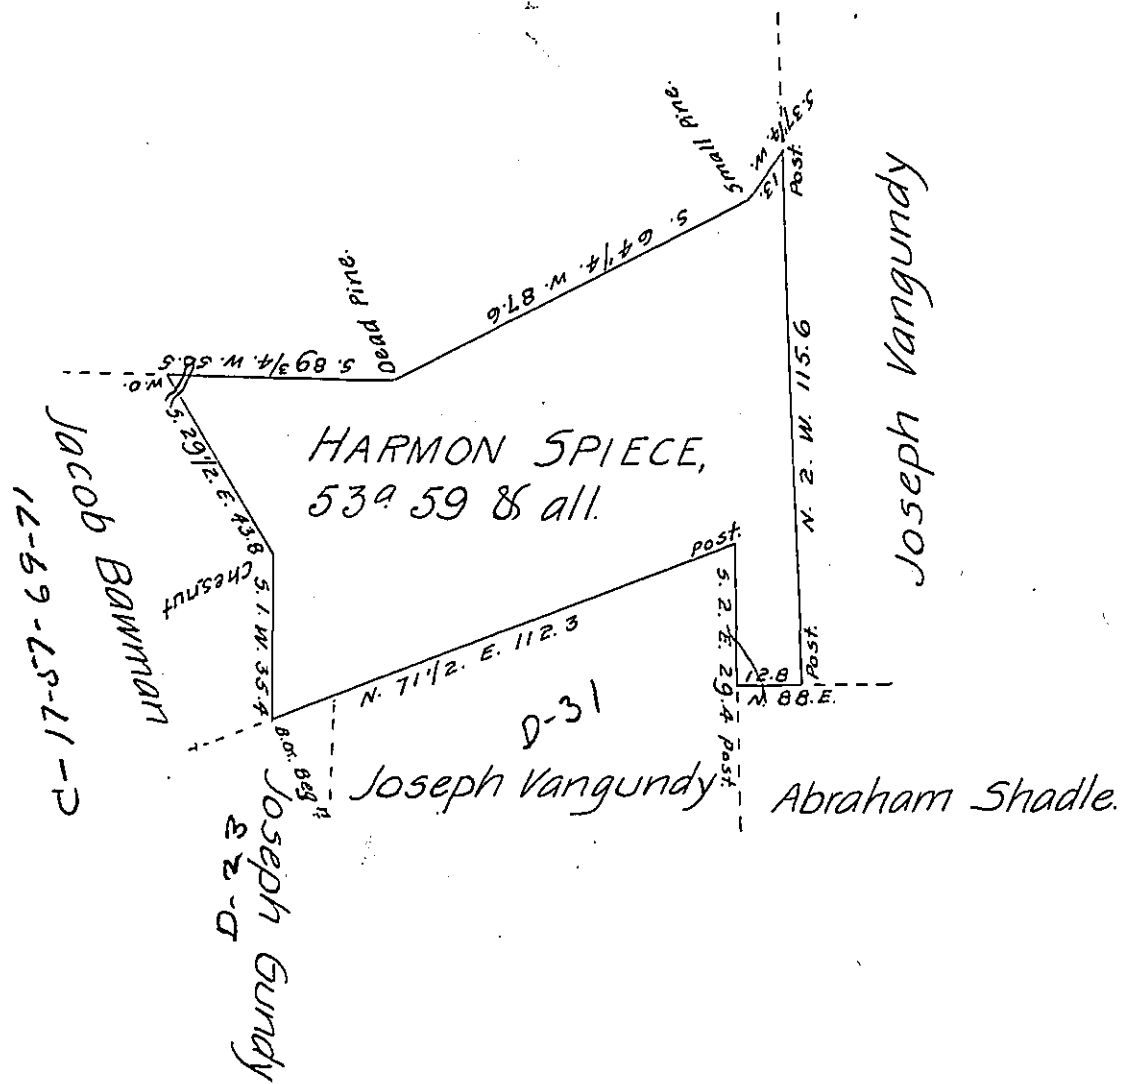 Small Pine.
S. 37 1/4. W.
13.
Post.
S. 64 1/4. W. 87.6
Dead Pine.
S. 89 3/4. W. 58.5
W.O.
S. 29 1/2. E. 43.8
Chesnut
S. 1. W. 35.4
HARMON SPIECE,
53ª 59 & all.
N. 2 W. 115.6
Joseph Vangundy
Post.
S. 2. E. 29.4
Post.
12.8
N. 88. E.
Post.
N. 71 1/2. E. 112.3
B.O. Beg
Jacob Bawman
C-17-57-69-71
D-31
Joseph Vangundy
Abraham Shadle.
Joseph Gundy
D-23